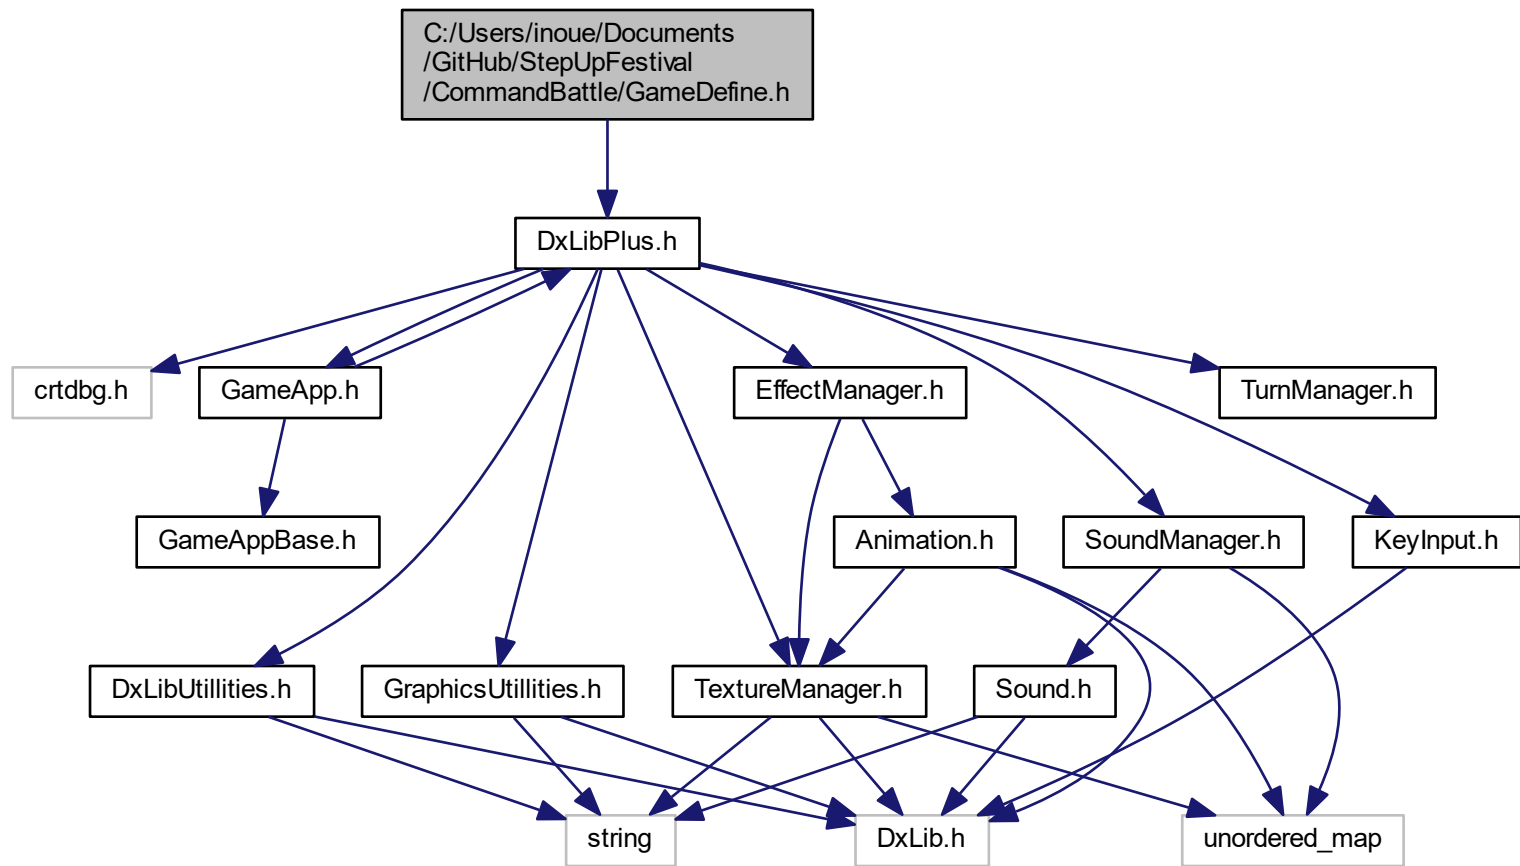 C:/Users/inoue/Documents
/GitHub/StepUpFestival
/CommandBattle/GameDefine.h
DxLibPlus.h
crtdbg.h
GameApp.h
EffectManager.h
TurnManager.h
GameAppBase.h
Animation.h
SoundManager.h
KeyInput.h
DxLibUtillities.h
GraphicsUtillities.h
TextureManager.h
Sound.h
string
DxLib.h
unordered_map